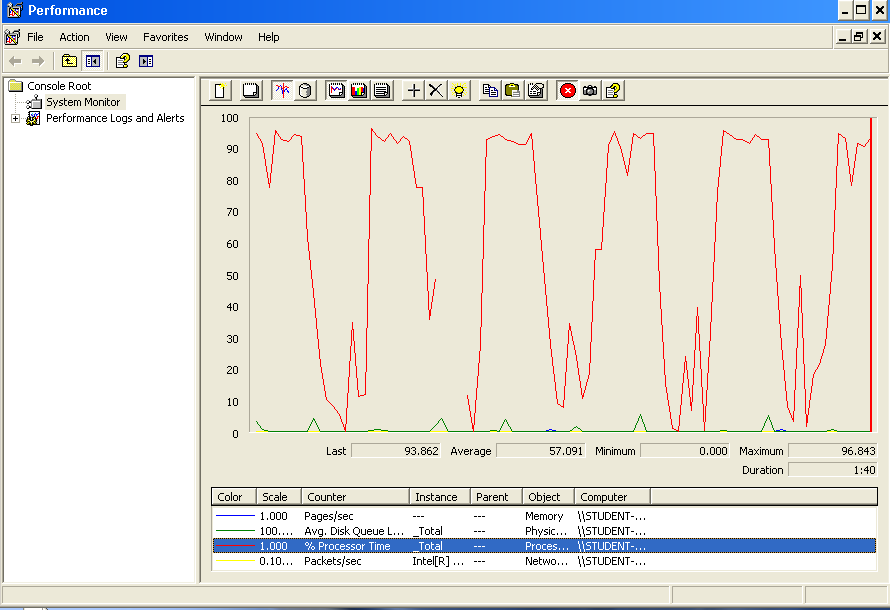 Performance
File Action View Favorites Window Help
Console Root
System Monitor
Performance Logs and Alerts
100
90
80
70
60
50
40
30
20
10
0
Last 93.862 Average 57.091 Minimum 0.000 Maximum 96.843
Duration 1:40
Color Scale Counter Instance Parent Object Computer
1.000 Pages/sec --- --- Memory \\STUDENT-...
100.... Avg. Disk Queue L... _Total --- Physic... \\STUDENT-...
1.000 % Processor Time _Total --- Proces... \\STUDENT-...
0.10... Packets/sec Intel[R] ... --- Netwo... \\STUDENT-...